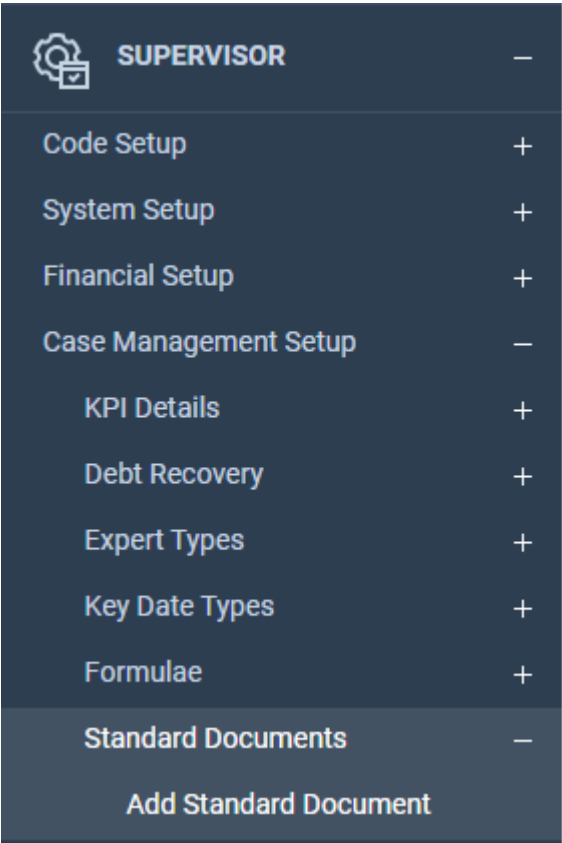 SUPERVISOR –
Code Setup +
System Setup +
Financial Setup +
Case Management Setup –
KPI Details +
Debt Recovery +
Expert Types +
Key Date Types +
Formulae +
Standard Documents –
Add Standard Document